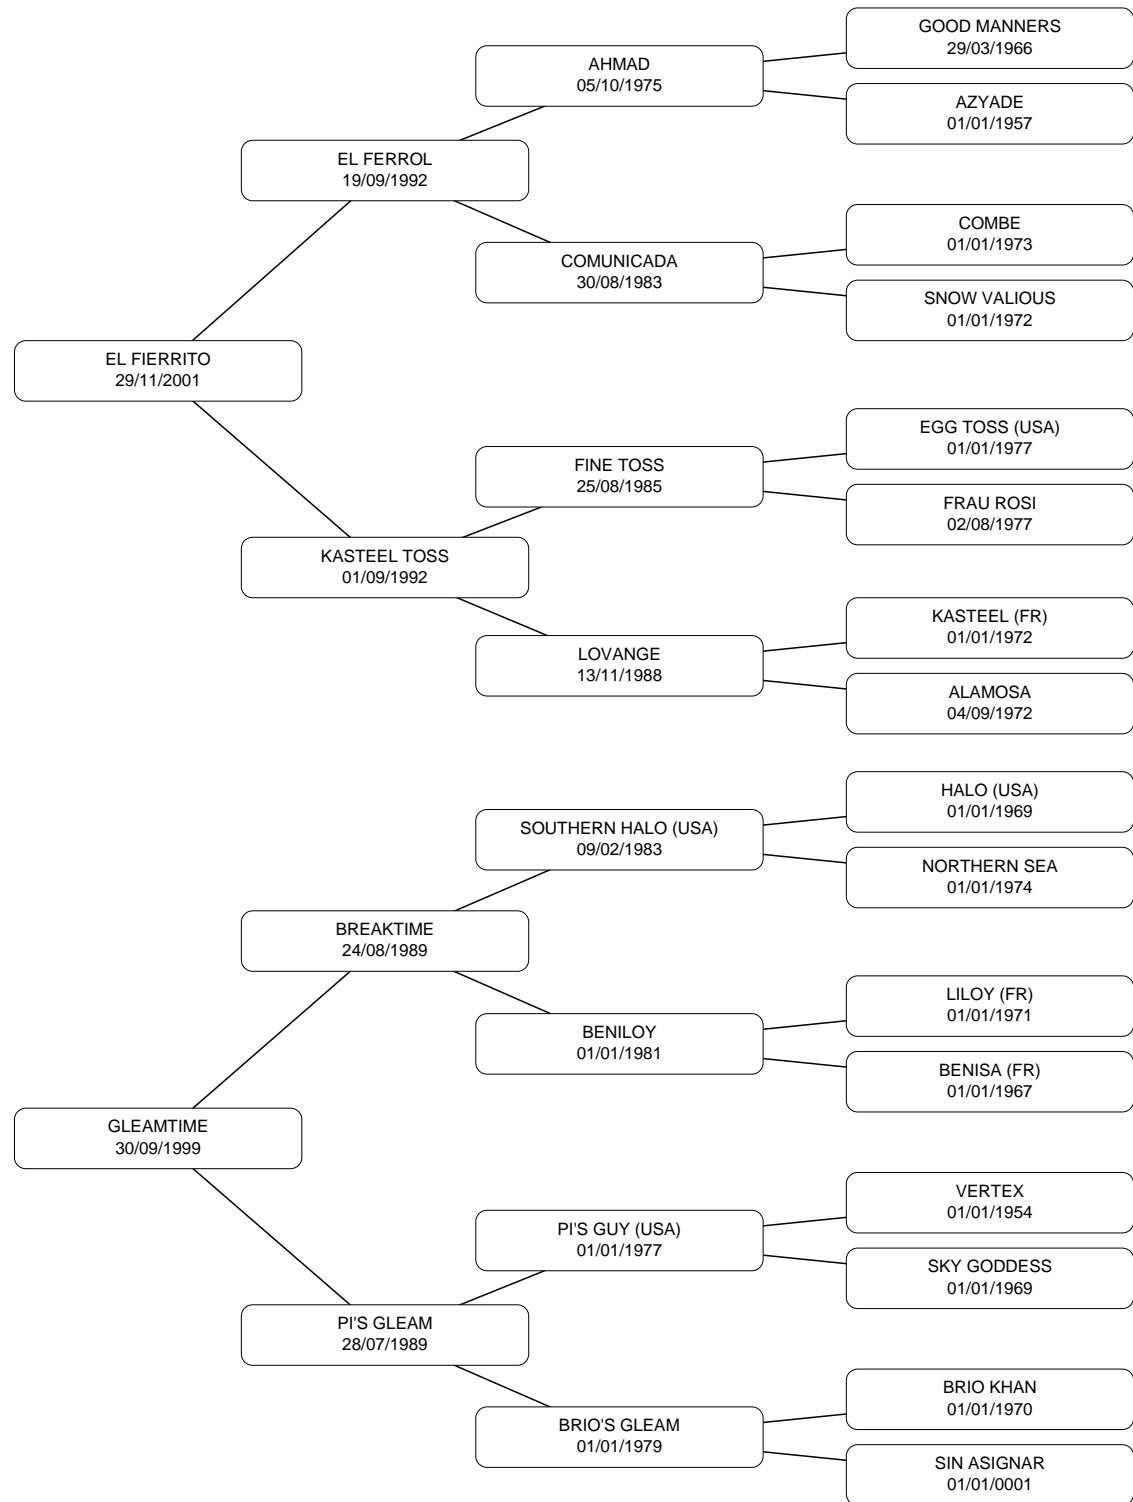 GOOD MANNERS
29/03/1966
AHMAD
05/10/1975
AZYADE
01/01/1957
EL FERROL
19/09/1992
COMBE
01/01/1973
COMUNICADA
30/08/1983
SNOW VALIOUS
01/01/1972
EL FIERRITO
29/11/2001
EGG TOSS (USA)
01/01/1977
FINE TOSS
25/08/1985
FRAU ROSI
02/08/1977
KASTEEL TOSS
01/09/1992
KASTEEL (FR)
01/01/1972
LOVANGE
13/11/1988
ALAMOSA
04/09/1972
HALO (USA)
01/01/1969
SOUTHERN HALO (USA)
09/02/1983
NORTHERN SEA
01/01/1974
BREAKTIME
24/08/1989
LILOY (FR)
01/01/1971
BENILOY
01/01/1981
BENISA (FR)
01/01/1967
GLEAMTIME
30/09/1999
VERTEX
01/01/1954
PI'S GUY (USA)
01/01/1977
SKY GODDESS
01/01/1969
PI'S GLEAM
28/07/1989
BRIO KHAN
01/01/1970
BRIO'S GLEAM
01/01/1979
SIN ASIGNAR
01/01/0001